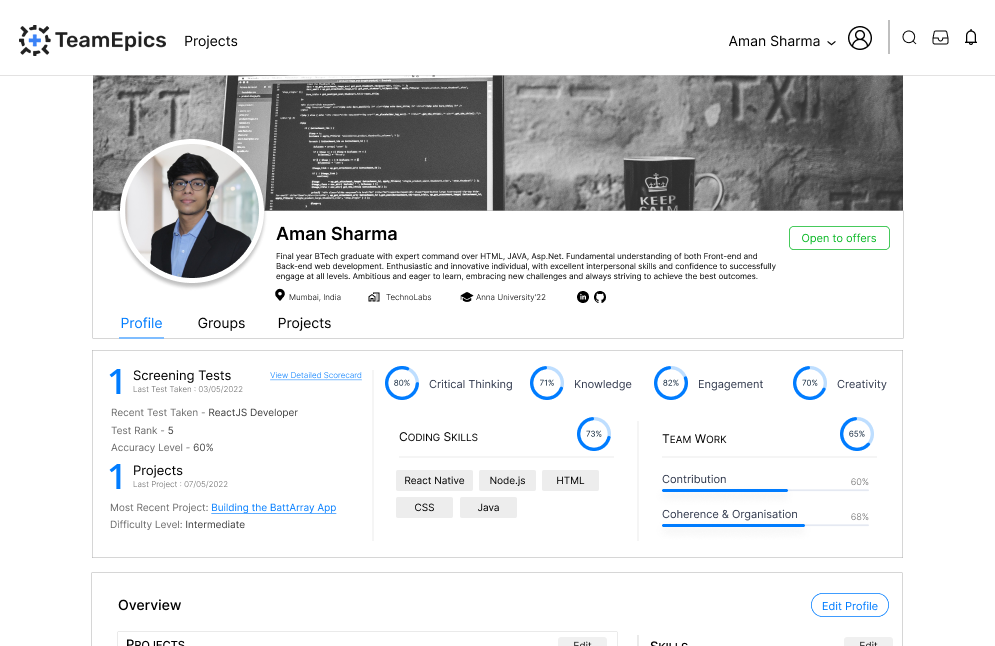 TeamEpics
Projects
Aman Sharma
KEEP
CALM
Aman Sharma
Open to offers
Final year BTech graduate with expert command over HTML, JAVA, Asp.Net. Fundamental understanding of both Front-end and
Back-end web development. Enthusiastic and innovative individual, with excellent interpersonal skills and confidence to successfully
engage at all levels. Ambitious and eager to learn, embracing new challenges and always striving to achieve the best outcomes.
Mumbai, India
TechnoLabs
Anna University'22
Profile
Groups
Projects
1 Screening Tests
View Detailed Scorecard
Last Test Taken : 03/05/2022
Recent Test Taken - ReactJS Developer
Test Rank - 5
Accuracy Level - 60%
1 Projects
Last Project : 07/05/2022
Most Recent Project: Building the BattArray App
Difficulty Level: Intermediate
80% Critical Thinking
71% Knowledge
82% Engagement
70% Creativity
CODING SKILLS
73%
React Native
Node.js
HTML
CSS
Java
TEAM WORK
65%
Contribution
60%
Coherence & Organisation
68%
Overview
Edit Profile
PROJECTS
Edit
SKILLS
Edit